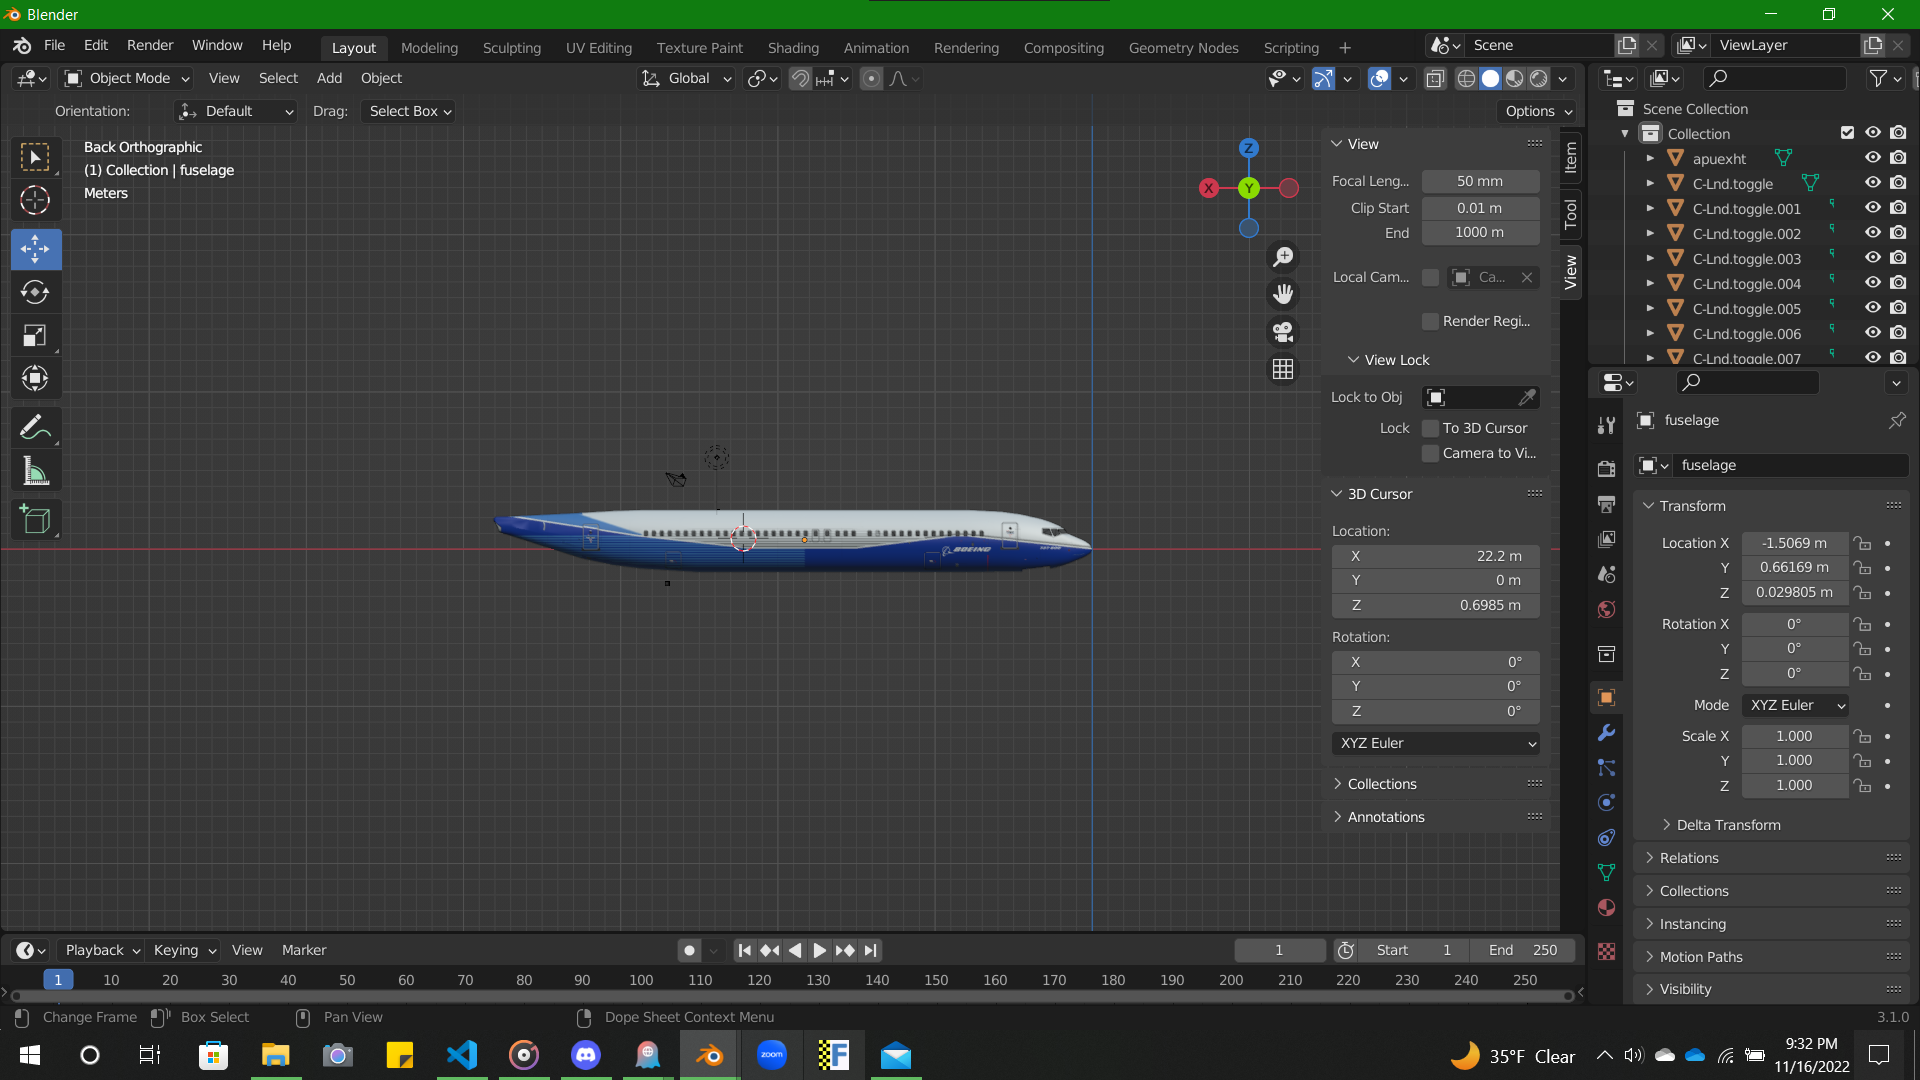 Blender
File Edit Render Window Help Layout Modeling Sculpting UV Editing Texture Paint Shading Animation Rendering Compositing Geometry Nodes Scripting + Scene ViewLayer
Object Mode View Select Add Object Global
Orientation: Default Drag: Select Box Options
Back Orthographic
(1) Collection | fuselage
Meters
Z
X Y
BOEING
View
Focal Leng... 50 mm
Clip Start 0.01 m
End 1000 m
Local Cam... Ca...
Render Regi...
View Lock
Lock to Obj
Lock To 3D Cursor
Camera to Vi...
3D Cursor
Location:
X 22.2 m
Y 0 m
Z 0.6985 m
Rotation:
X 0°
Y 0°
Z 0°
XYZ Euler
Collections
Annotations
Item
Tool
View
Scene Collection
Collection
apuexht
C-Lnd.toggle
C-Lnd.toggle.001
C-Lnd.toggle.002
C-Lnd.toggle.003
C-Lnd.toggle.004
C-Lnd.toggle.005
C-Lnd.toggle.006
C-Lnd.toggle.007
fuselage
fuselage
Transform
Location X -1.5069 m
Y 0.66169 m
Z 0.029805 m
Rotation X 0°
Y 0°
Z 0°
Mode XYZ Euler
Scale X 1.000
Y 1.000
Z 1.000
Delta Transform
Relations
Collections
Instancing
Motion Paths
Visibility
Playback Keying View Marker 1 Start 1 End 250
1 10 20 30 40 50 60 70 80 90 100 110 120 130 140 150 160 170 180 190 200 210 220 230 240 250
Change Frame Box Select Pan View Dope Sheet Context Menu 3.1.0
zoom F 35°F Clear
9:32 PM
11/16/2022